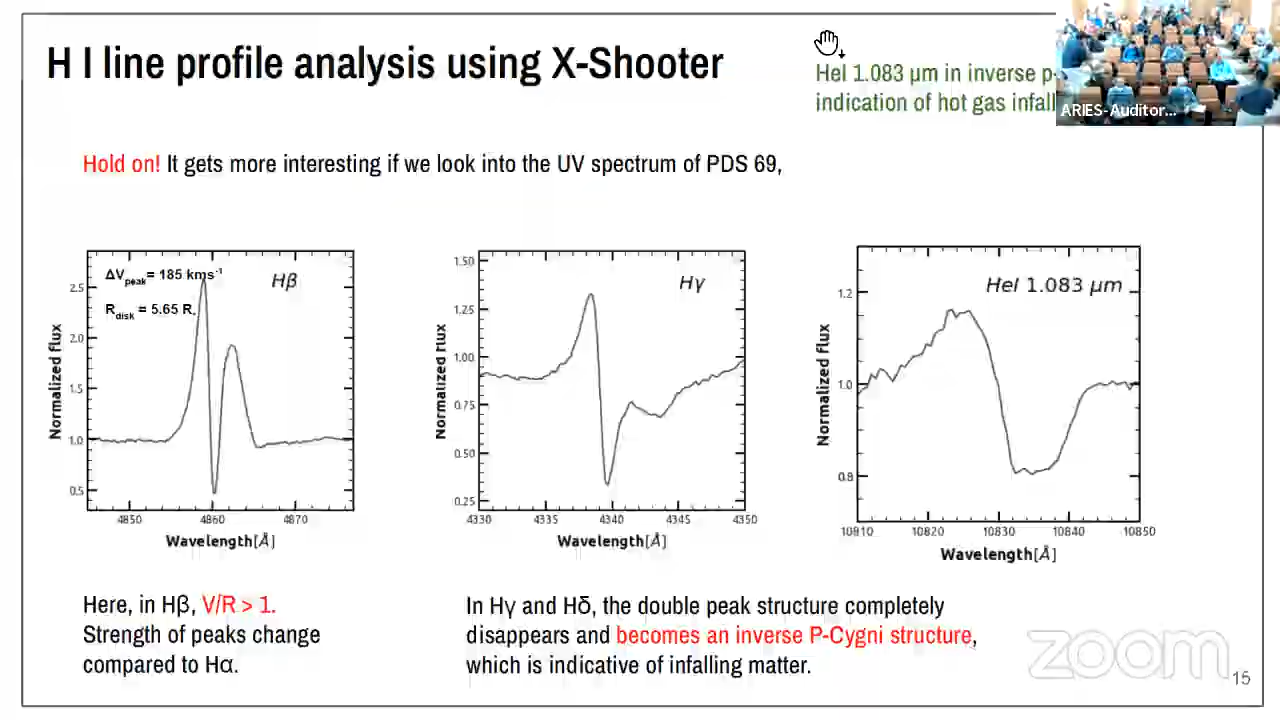 H I line profile analysis using X-Shooter
HeI 1.083 µm in inverse p-
indication of hot gas infall
ARIES-Auditor...
Hold on! It gets more interesting if we look into the UV spectrum of PDS 69,
ΔVpeak= 185 kms-1
Rdisk = 5.65 R*
Hβ
2.5
2.0
1.5
1.0
0.5
Normalized flux
4850 4860 4870
Wavelength[Å]
Hγ
1.50
1.25
1.00
0.75
0.50
0.25
Normalized flux
4330 4335 4340 4345 4350
Wavelength[Å]
HeI 1.083 µm
1.2
1.0
0.8
Normalized flux
10810 10820 10830 10840 10850
Wavelength[Å]
Here, in Hβ, V/R > 1.
Strength of peaks change
compared to Hα.
In Hγ and Hδ, the double peak structure completely
disappears and becomes an inverse P-Cygni structure,
which is indicative of infalling matter.
zoom
15